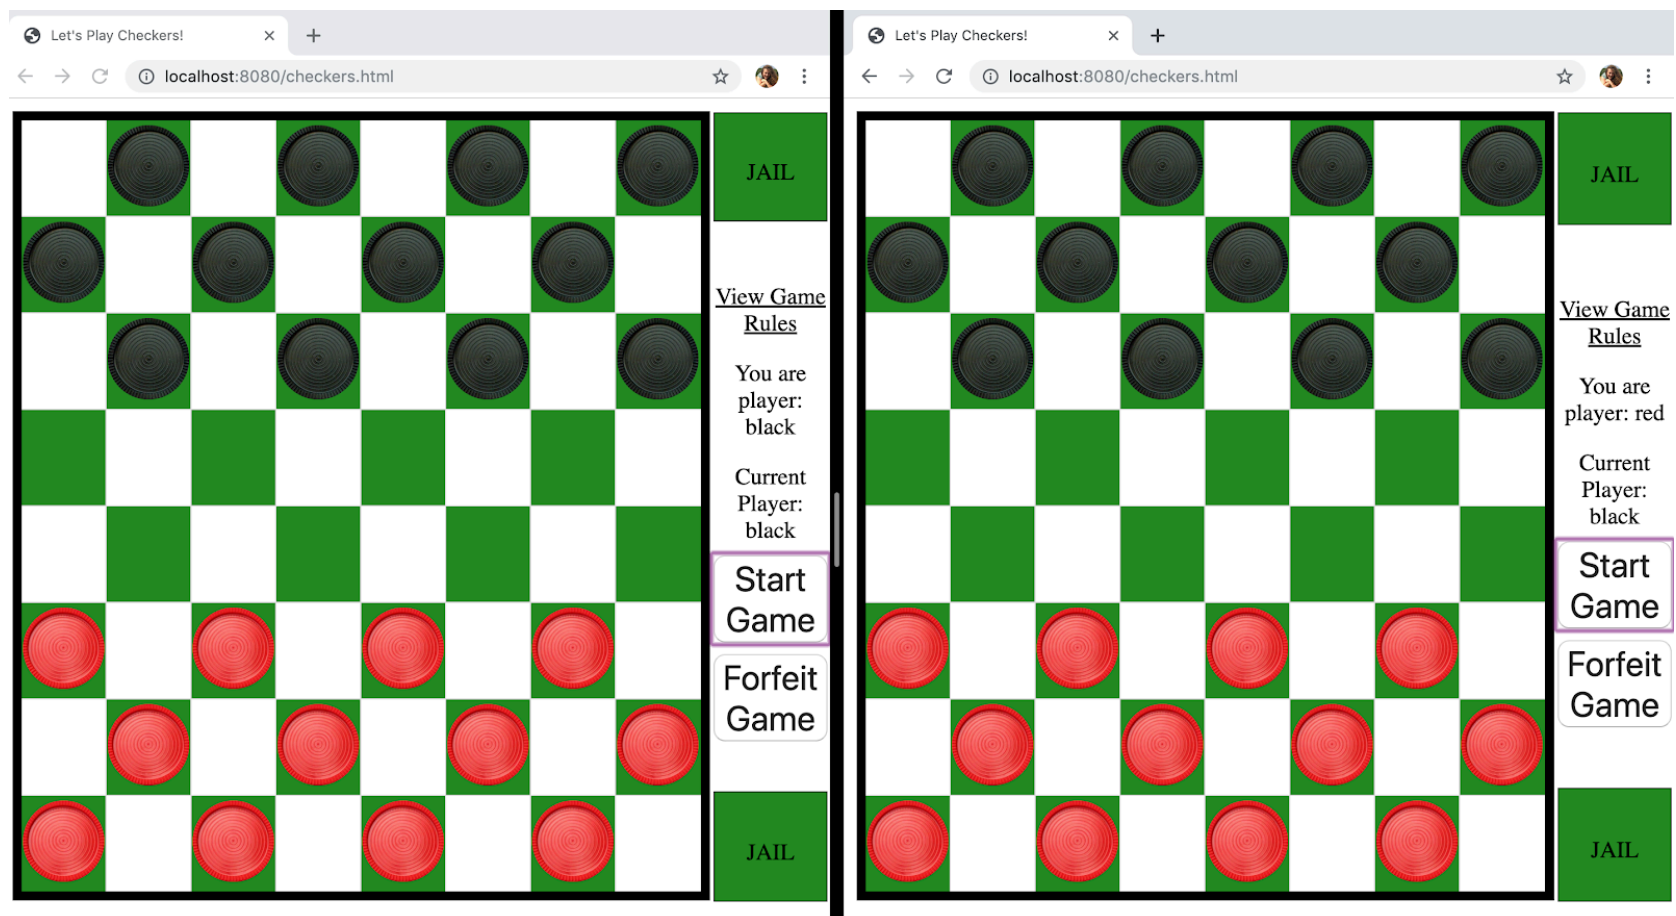 Let's Play Checkers!
localhost:8080/checkers.html
JAIL
View Game
Rules
You are
player:
black
Current
Player:
black
Start
Game
Forfeit
Game
JAIL
Let's Play Checkers!
localhost:8080/checkers.html
JAIL
View Game
Rules
You are
player: red
Current
Player:
black
Start
Game
Forfeit
Game
JAIL